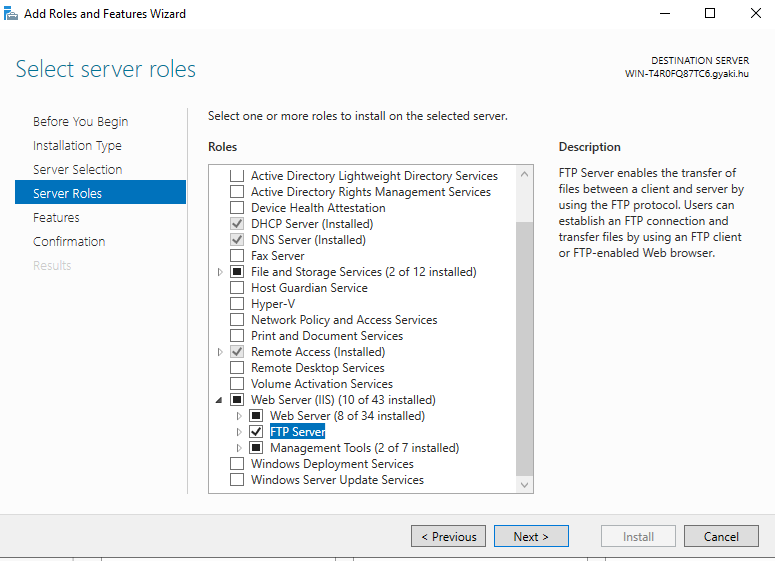 Add Roles and Features Wizard
Select server roles
DESTINATION SERVER
WIN-T4R0FQ87TC6.gyaki.hu
Before You Begin
Installation Type
Server Selection
Server Roles
Features
Confirmation
Results
Select one or more roles to install on the selected server.
Roles
Active Directory Lightweight Directory Services
Active Directory Rights Management Services
Device Health Attestation
DHCP Server (Installed)
DNS Server (Installed)
Fax Server
File and Storage Services (2 of 12 installed)
Host Guardian Service
Hyper-V
Network Policy and Access Services
Print and Document Services
Remote Access (Installed)
Remote Desktop Services
Volume Activation Services
Web Server (IIS) (10 of 43 installed)
Web Server (8 of 34 installed)
FTP Server
Management Tools (2 of 7 installed)
Windows Deployment Services
Windows Server Update Services
Description
FTP Server enables the transfer of
files between a client and server by
using the FTP protocol. Users can
establish an FTP connection and
transfer files by using an FTP client
or FTP-enabled Web browser.
< Previous
Next >
Install
Cancel